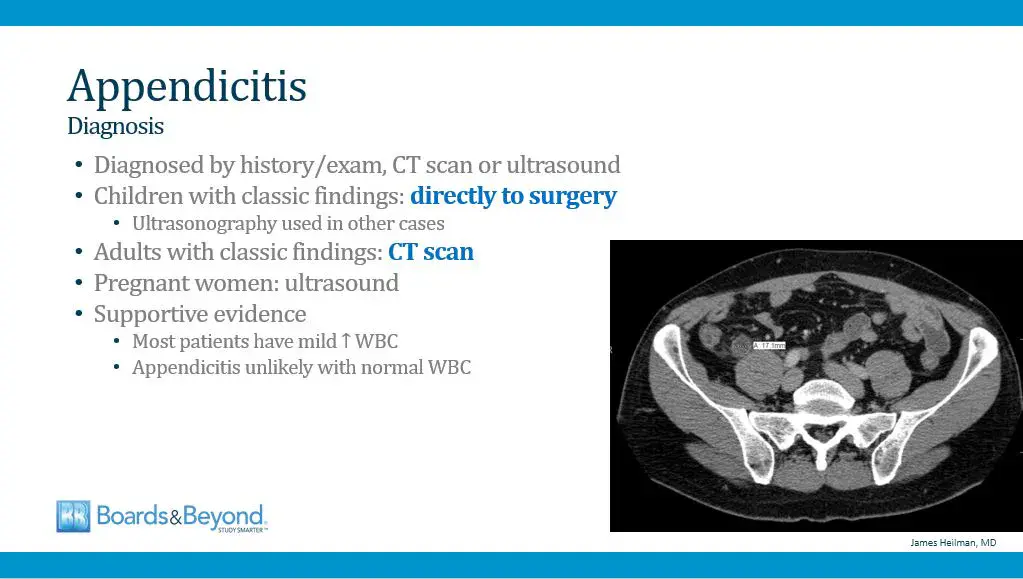 Appendicitis
Diagnosis
• Diagnosed by history/exam, CT scan or ultrasound
• Children with classic findings: directly to surgery
• Ultrasonography used in other cases
• Adults with classic findings: CT scan
• Pregnant women: ultrasound
• Supportive evidence
• Most patients have mild ↑ WBC
• Appendicitis unlikely with normal WBC
A: 17.1mm
R
BB Boards&Beyond.
STUDY SMARTER™
James Heilman, MD